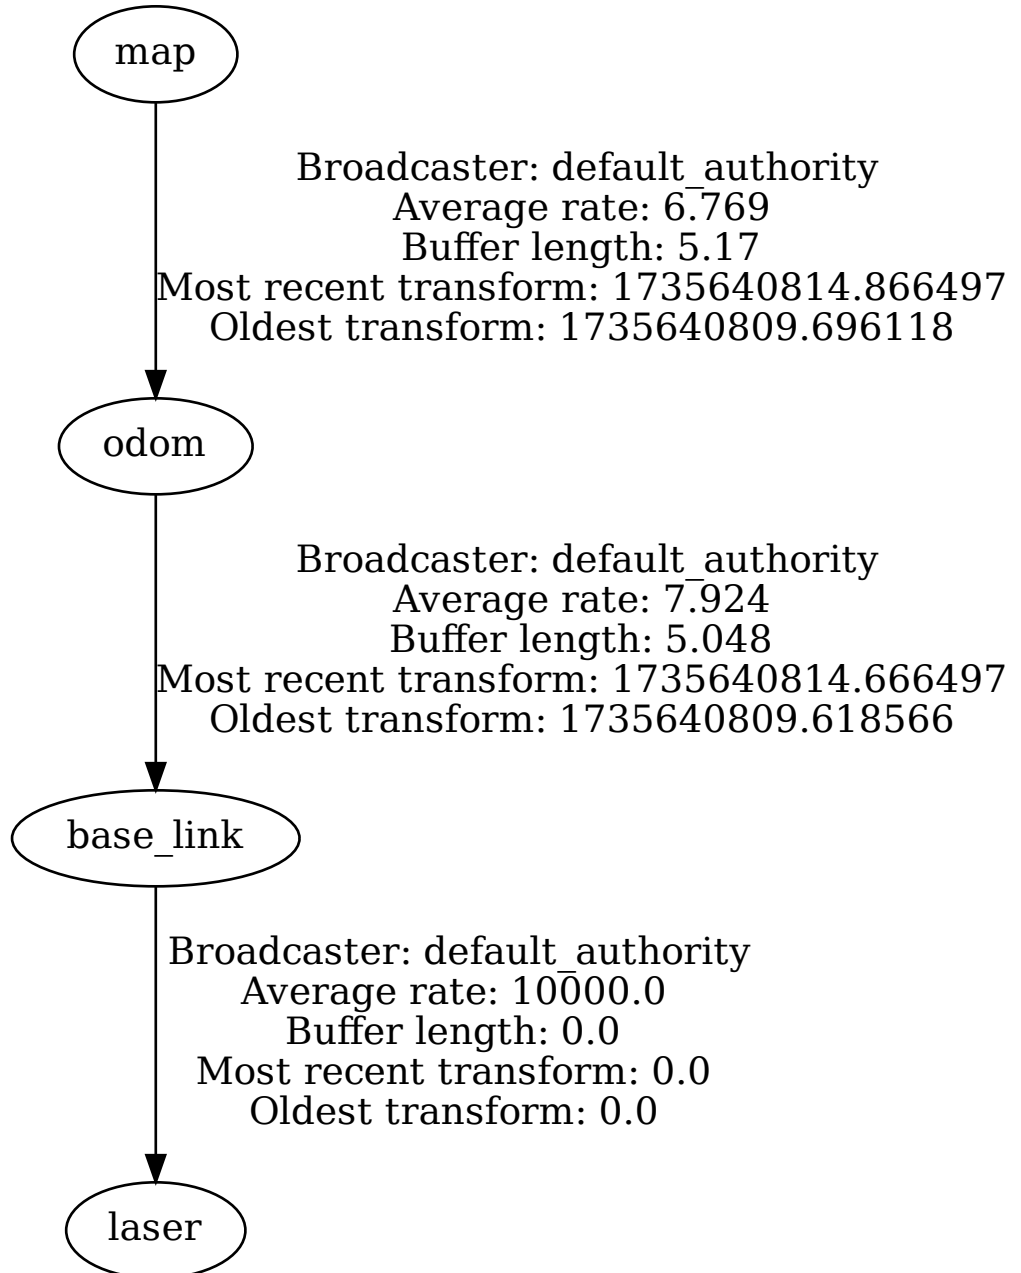 map
Broadcaster: default_authority
Average rate: 6.769
Buffer length: 5.17
Most recent transform: 1735640814.866497
Oldest transform: 1735640809.696118
odom
Broadcaster: default_authority
Average rate: 7.924
Buffer length: 5.048
Most recent transform: 1735640814.666497
Oldest transform: 1735640809.618566
base_link
Broadcaster: default_authority
Average rate: 10000.0
Buffer length: 0.0
Most recent transform: 0.0
Oldest transform: 0.0
laser